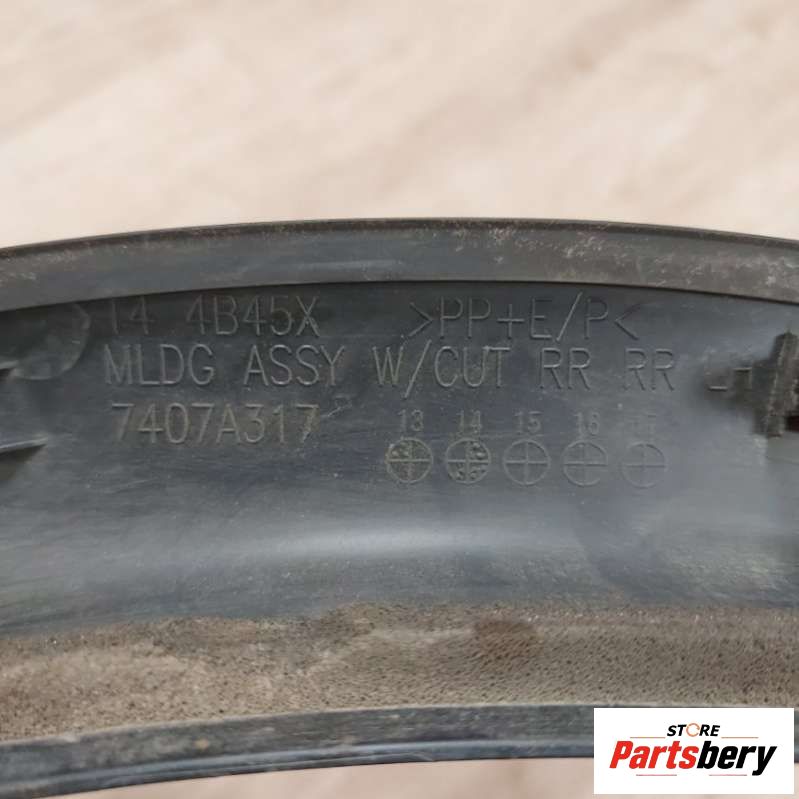 14 4B45X >PP+E/P<
MLDG ASSY W/CUT RR RR LH
7407A317 13 14 15 16 17
STORE
Partsbery